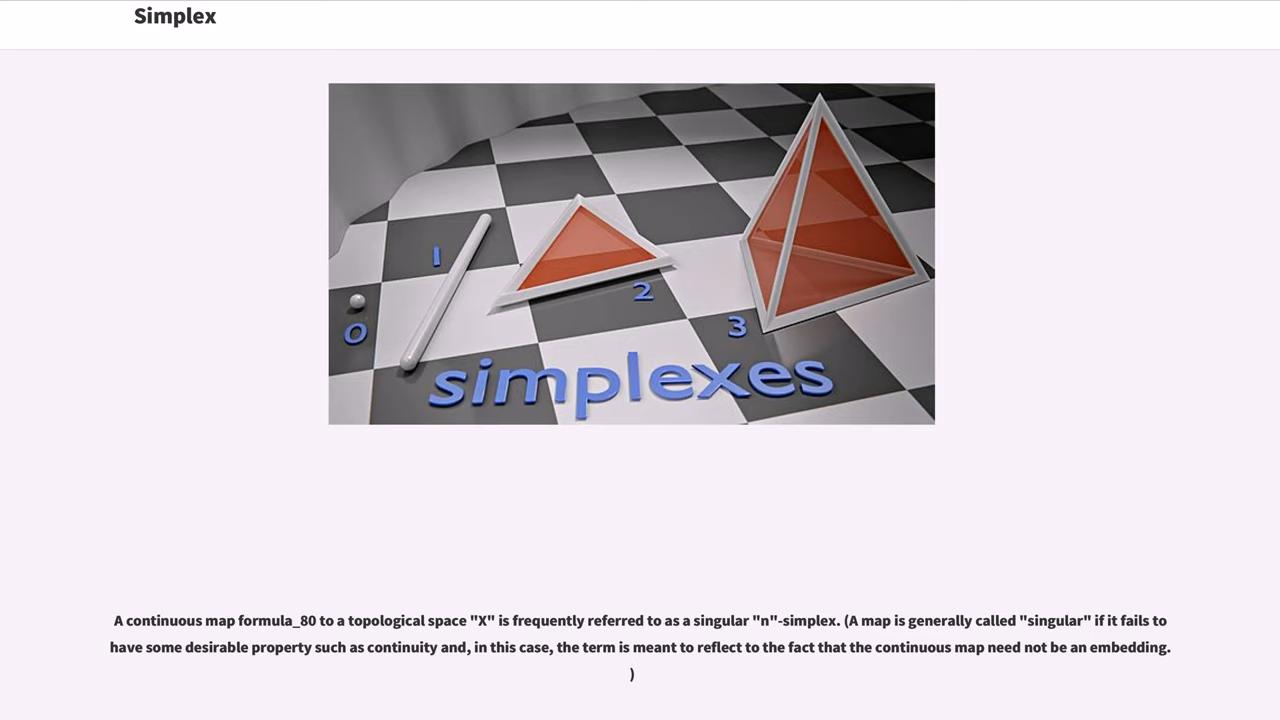 Simplex
1
2
0
3
simplexes
A continuous map formula_80 to a topological space "X" is frequently referred to as a singular "n"-simplex. (A map is generally called "singular" if it fails to
have some desirable property such as continuity and, in this case, the term is meant to reflect to the fact that the continuous map need not be an embedding.
)